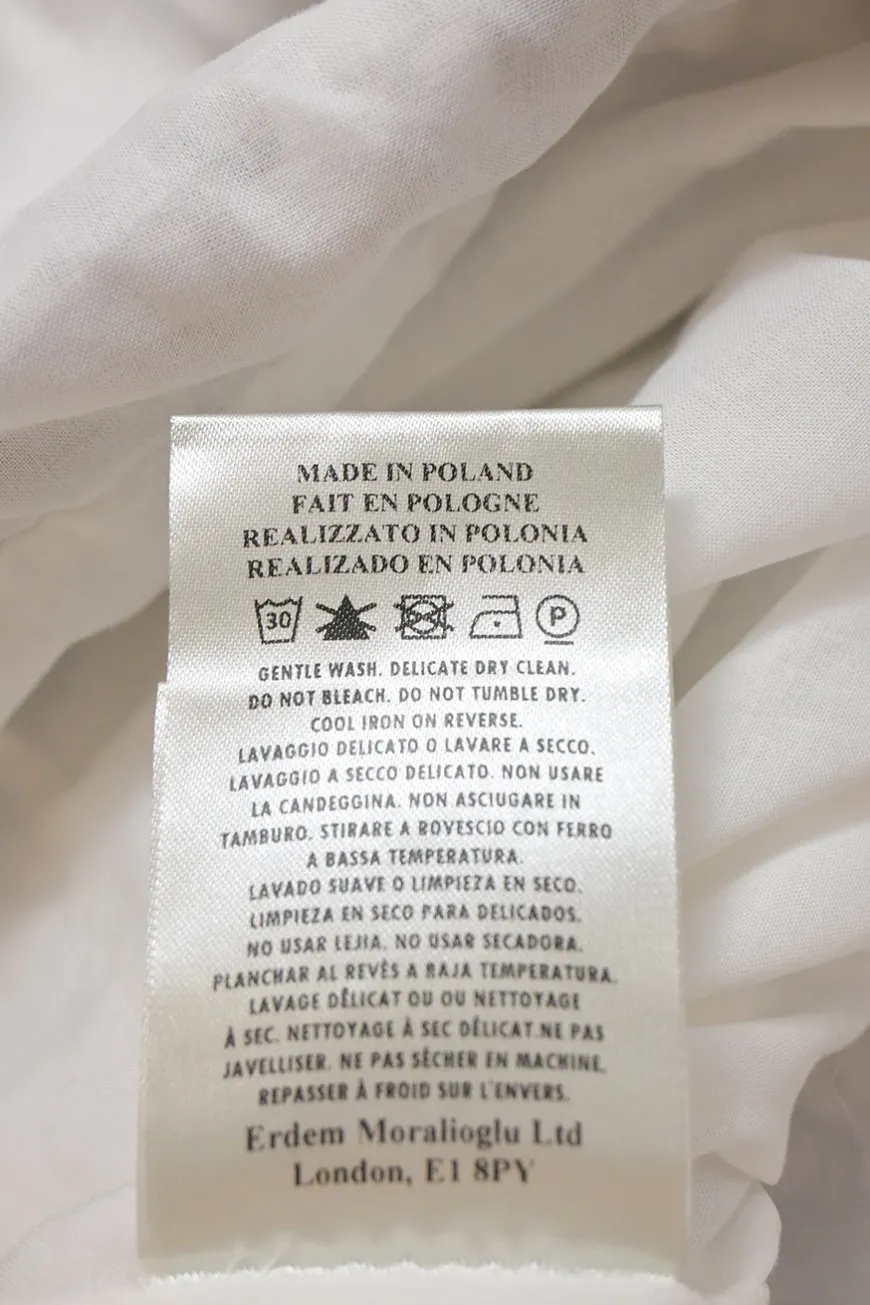 MADE IN POLAND
FAIT EN POLOGNE
REALIZZATO IN POLONIA
REALIZADO EN POLONIA
30 P
GENTLE WASH. DELICATE DRY CLEAN.
DO NOT BLEACH. DO NOT TUMBLE DRY.
COOL IRON ON REVERSE.
LAVAGGIO DELICATO O LAVARE A SECCO.
LAVAGGIO A SECCO DELICATO. NON USARE
LA CANDEGGINA. NON ASCIUGARE IN
TAMBURO. STIRARE A ROVESCIO CON FERRO
A BASSA TEMPERATURA.
LAVADO SUAVE O LIMPIEZA EN SECO.
LIMPIEZA EN SECO PARA DELICADOS.
NO USAR LEJIA. NO USAR SECADORA.
PLANCHAR AL REVÈS A BAJA TEMPERATURA.
LAVAGE DÉLICAT OU OU NETTOYAGE
À SEC. NETTOYAGE À SEC DÉLICAT.NE PAS
JAVELLISER. NE PAS SÉCHER EN MACHINE.
REPASSER À FROID SUR L'ENVERS.
Erdem Moralioglu Ltd
London, E1 8PY